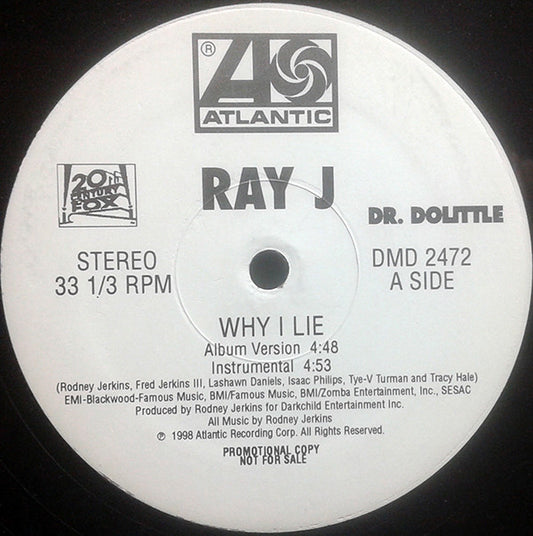 ®
ATLANTIC
RAY J
20TH
CENTURY
FOX
DR. DOLITTLE
STEREO
33 1/3 RPM
DMD 2472
A SIDE
WHY I LIE
Album Version 4:48
Instrumental 4:53
(Rodney Jerkins, Fred Jerkins III, Lashawn Daniels, Isaac Philips, Tye-V Turman and Tracy Hale)
EMI-Blackwood-Famous Music, BMI/Famous Music, BMI/Zomba Entertainment, Inc., SESAC
Produced by Rodney Jerkins for Darkchild Entertainment Inc.
All Music by Rodney Jerkins
℗ 1998 Atlantic Recording Corp. All Rights Reserved.
PROMOTIONAL COPY
NOT FOR SALE